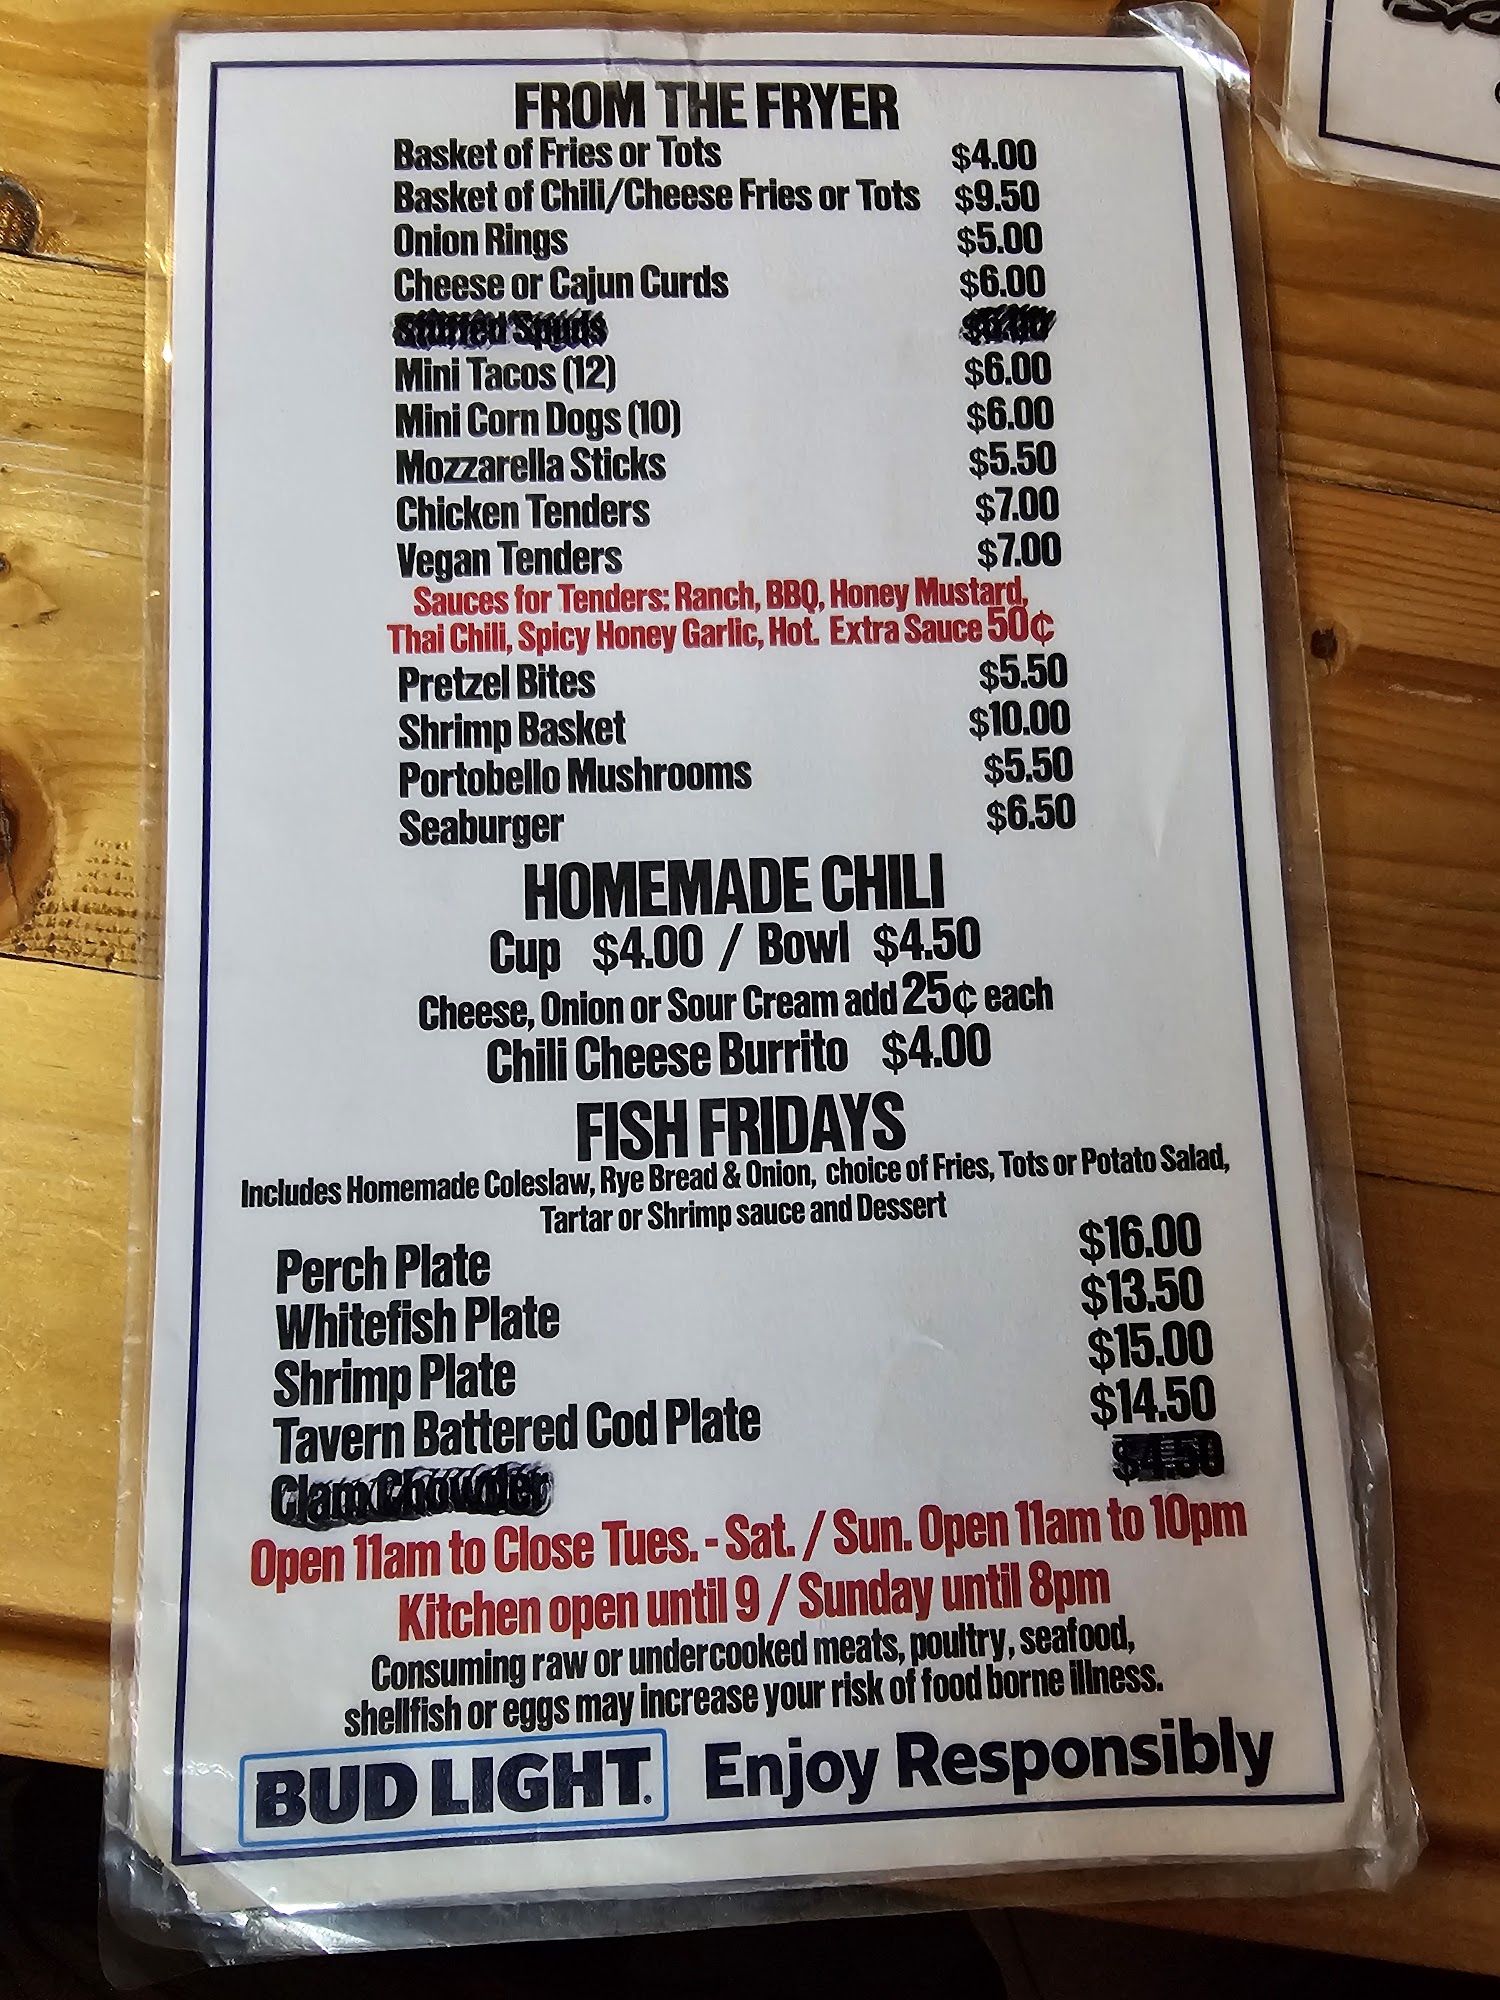 FROM THE FRYER
Basket of Fries or Tots $4.00
Basket of Chili/Cheese Fries or Tots $9.50
Onion Rings $5.00
Cheese or Cajun Curds $6.00
Stuffed Spuds
Mini Tacos (12) $6.00
Mini Corn Dogs (10) $6.00
Mozzarella Sticks $5.50
Chicken Tenders $7.00
Vegan Tenders $7.00
Sauces for Tenders: Ranch, BBQ, Honey Mustard,
Thai Chili, Spicy Honey Garlic, Hot. Extra Sauce 50¢
Pretzel Bites $5.50
Shrimp Basket $10.00
Portobello Mushrooms $5.50
Seaburger $6.50
HOMEMADE CHILI
Cup $4.00 / Bowl $4.50
Cheese, Onion or Sour Cream add 25¢ each
Chili Cheese Burrito $4.00
FISH FRIDAYS
Includes Homemade Coleslaw, Rye Bread & Onion, choice of Fries, Tots or Potato Salad,
Tartar or Shrimp sauce and Dessert
Perch Plate $16.00
Whitefish Plate $13.50
Shrimp Plate $15.00
Tavern Battered Cod Plate $14.50
Clam Chowder $4.50
Open 11am to Close Tues. - Sat. / Sun. Open 11am to 10pm
Kitchen open until 9 / Sunday until 8pm
Consuming raw or undercooked meats, poultry, seafood,
shellfish or eggs may increase your risk of food borne illness.
BUD LIGHT. Enjoy Responsibly